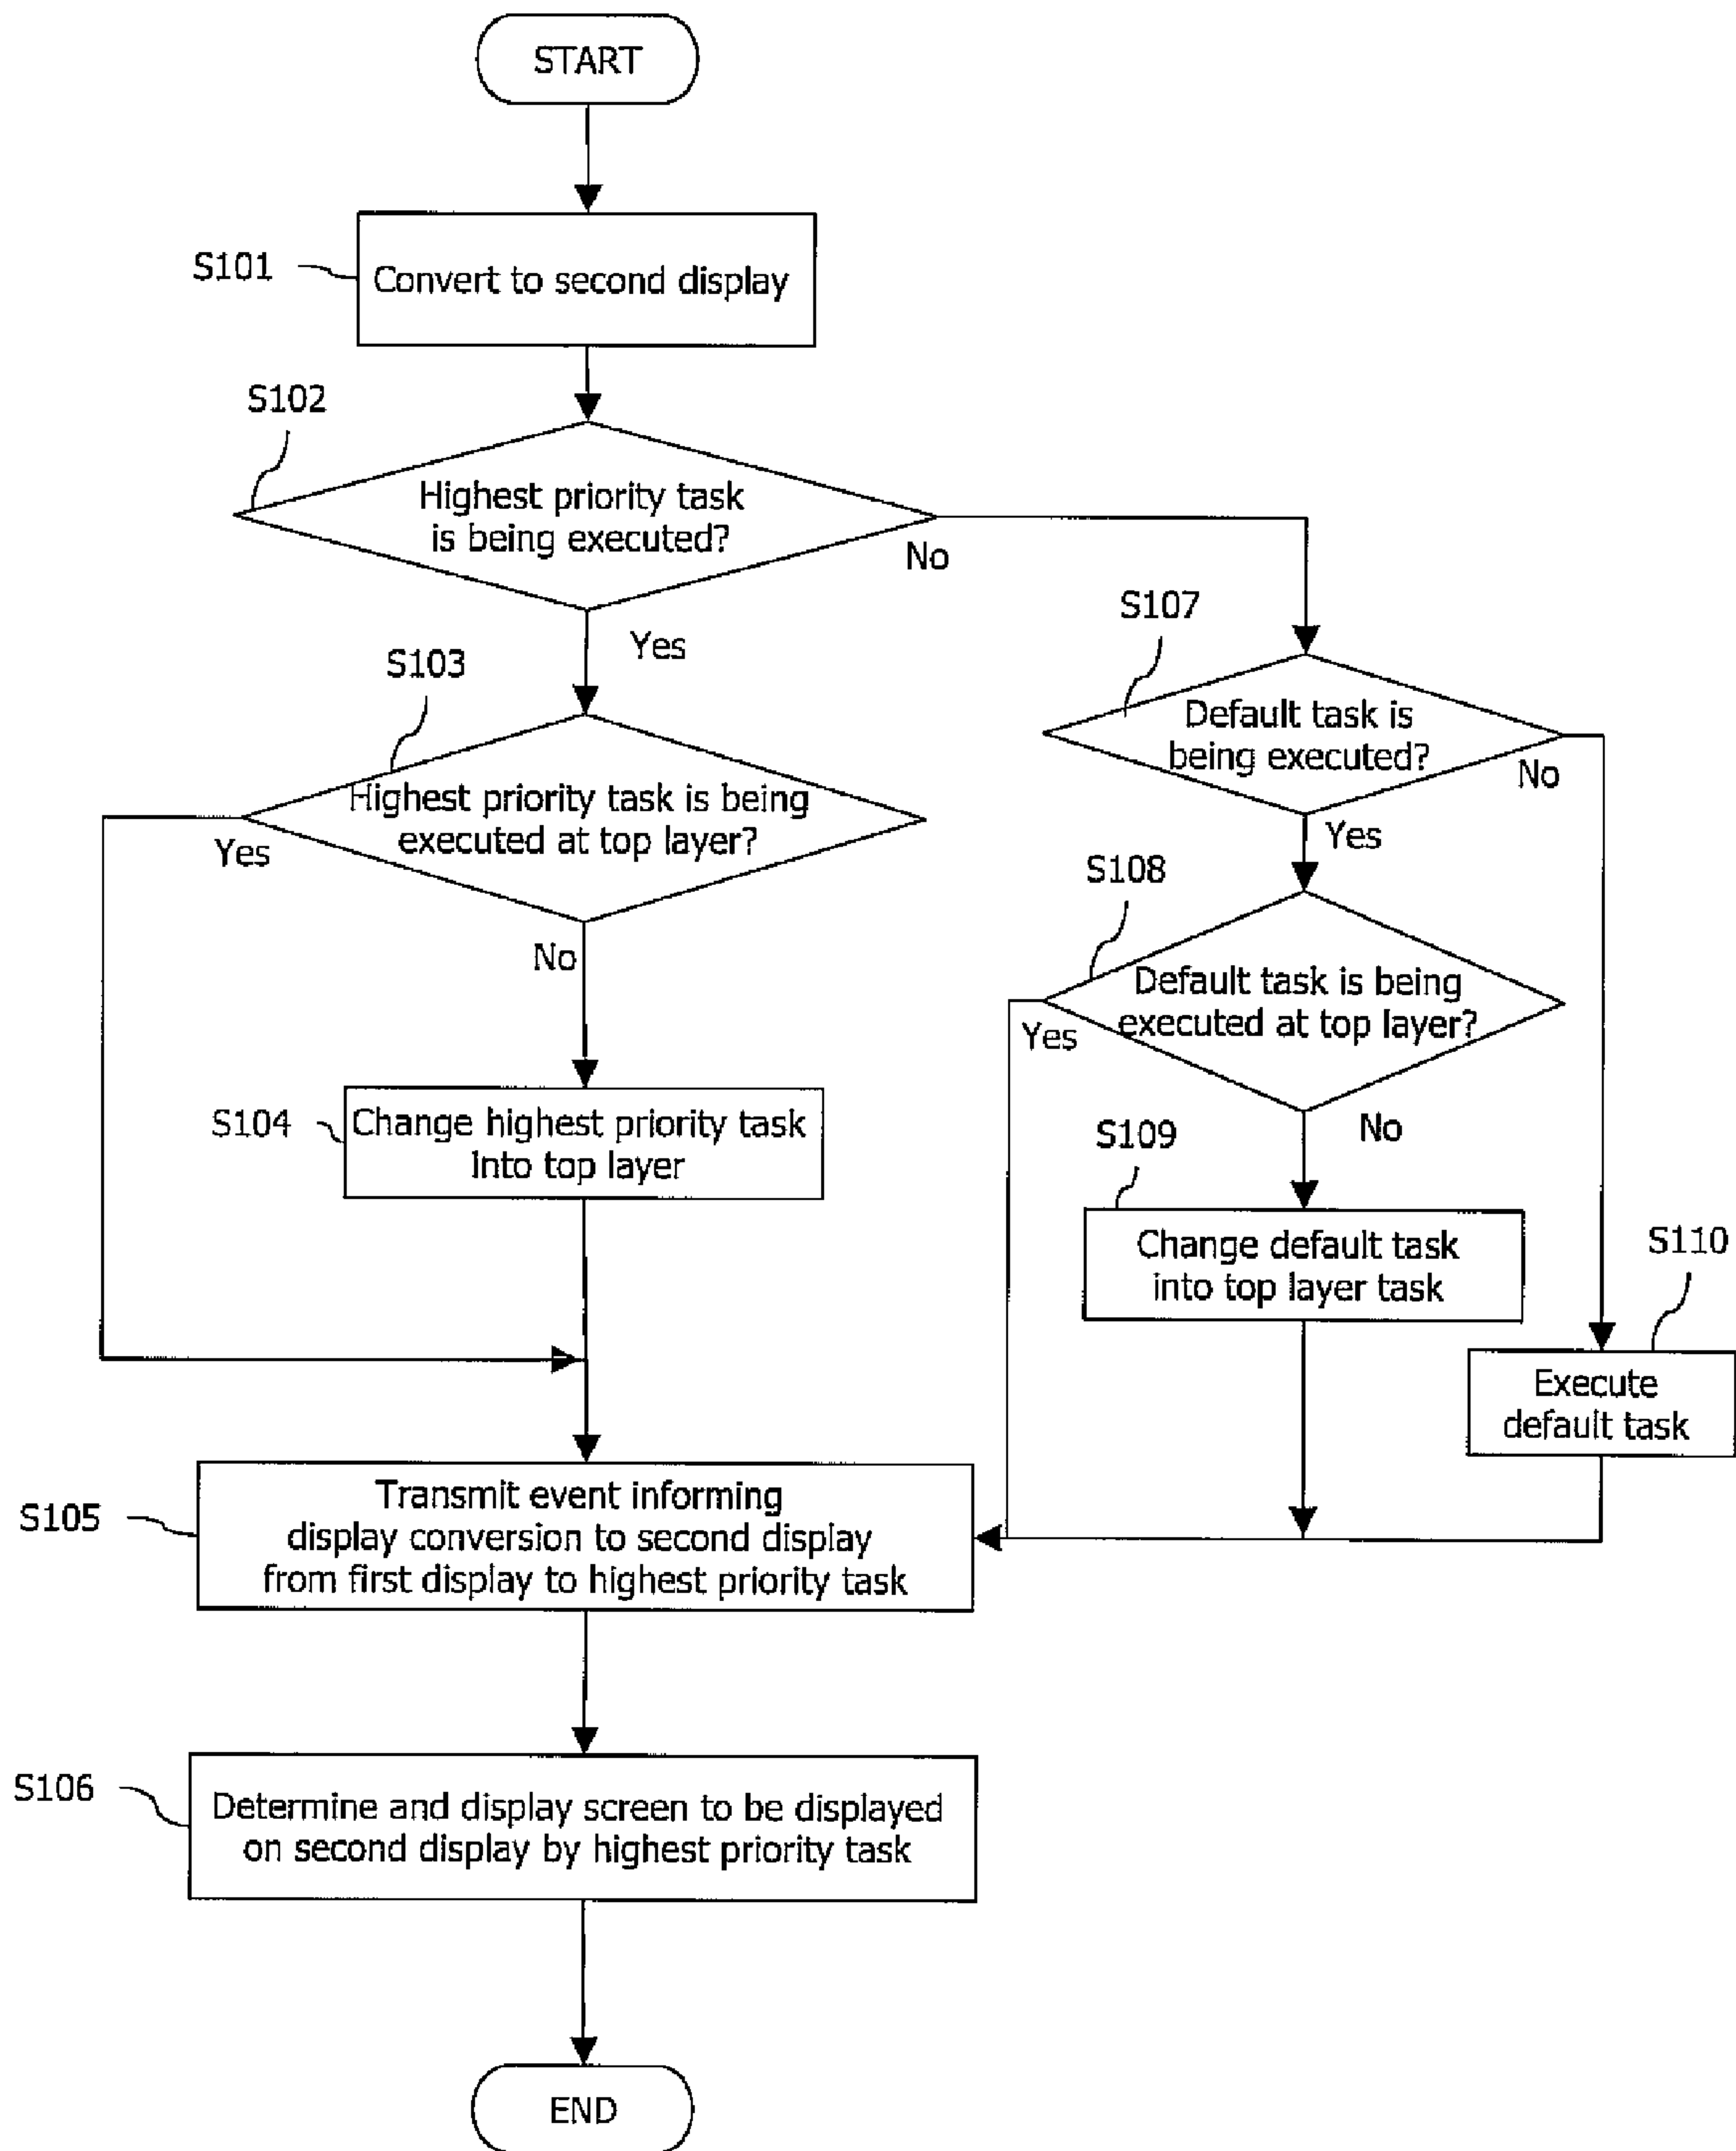 START
S101
Convert to second display
S102
Highest priority task
is being executed?
No
Yes
S107
Default task is
being executed?
No
Yes
S103
Highest priority task is being
executed at top layer?
Yes
No
S108
Default task is being
executed at top layer?
Yes
No
S104
Change highest priority task
into top layer
S109
Change default task
into top layer task
S110
Execute
default task
S105
Transmit event informing
display conversion to second display
from first display to highest priority task
S106
Determine and display screen to be displayed
on second display by highest priority task
END